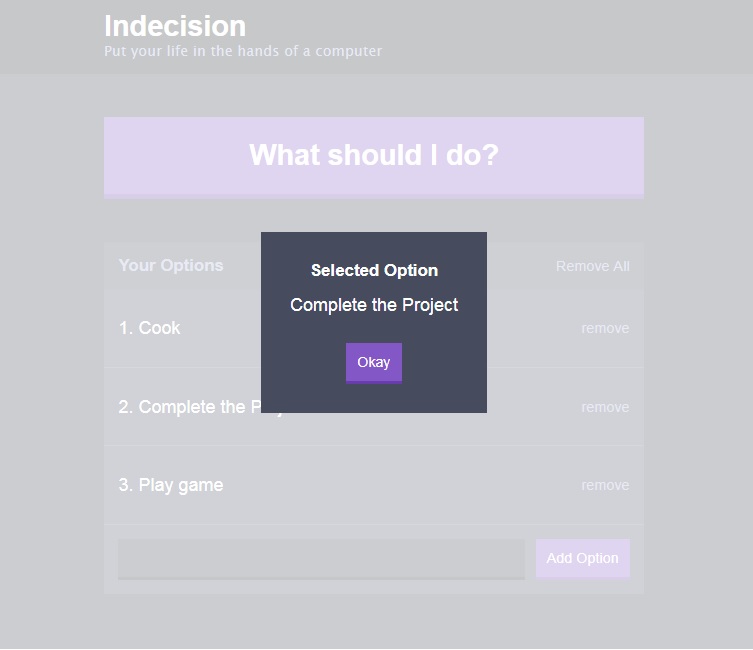 Indecision
Put your life in the hands of a computer
What should I do?
Your Options
Remove All
Selected Option
Complete the Project
Okay
1. Cook
remove
2. Complete the
remove
3. Play game
remove
Add Option